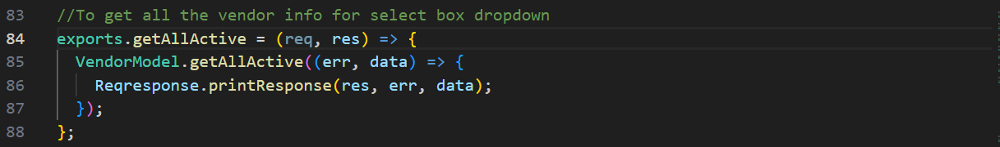 83 //To get all the vendor info for select box dropdown
84 exports.getAllActive = (req, res) => {
85 VendorModel.getAllActive((err, data) => {
86 Reqresponse.printResponse(res, err, data);
87 });
88 };